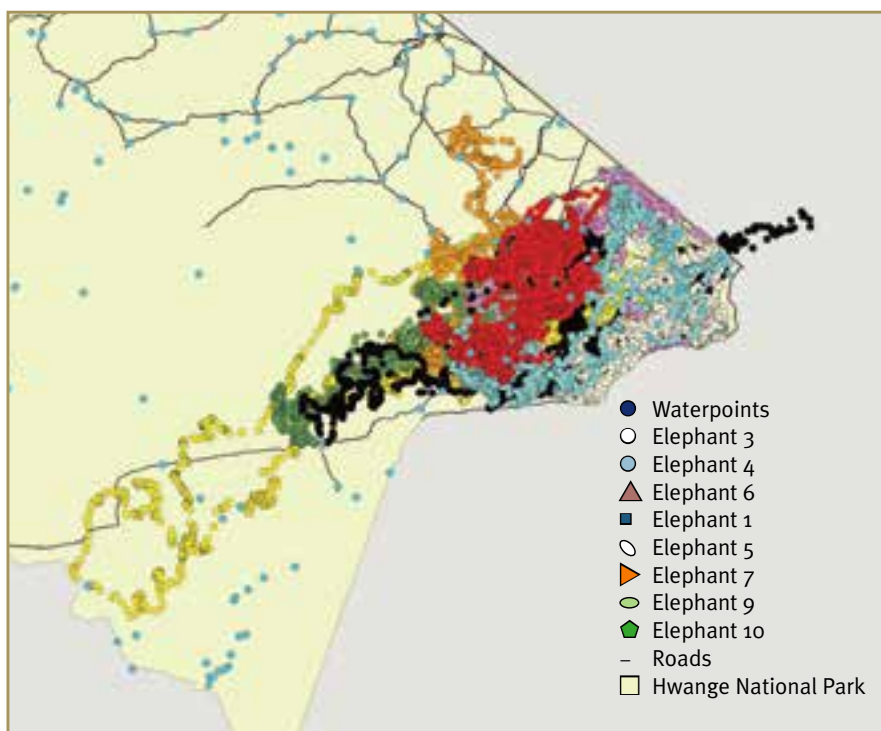 Waterpoints
Elephant 3
Elephant 4
Elephant 6
Elephant 1
Elephant 5
Elephant 7
Elephant 9
Elephant 10
Roads
Hwange National Park